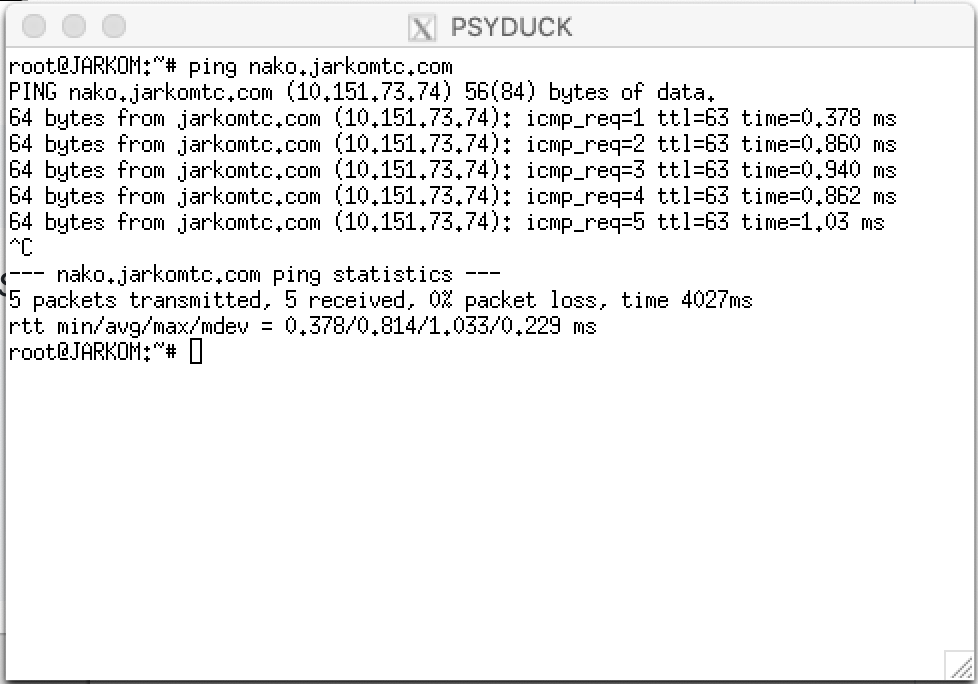 PSYDUCK
root@JARKOM:~# ping nako.jarkomtc.com
PING nako.jarkomtc.com (10.151.73.74) 56(84) bytes of data.
64 bytes from jarkomtc.com (10.151.73.74): icmp_req=1 ttl=63 time=0.378 ms
64 bytes from jarkomtc.com (10.151.73.74): icmp_req=2 ttl=63 time=0.860 ms
64 bytes from jarkomtc.com (10.151.73.74): icmp_req=3 ttl=63 time=0.940 ms
64 bytes from jarkomtc.com (10.151.73.74): icmp_req=4 ttl=63 time=0.862 ms
64 bytes from jarkomtc.com (10.151.73.74): icmp_req=5 ttl=63 time=1.03 ms
^C
--- nako.jarkomtc.com ping statistics ---
5 packets transmitted, 5 received, 0% packet loss, time 4027ms
rtt min/avg/max/mdev = 0.378/0.814/1.033/0.229 ms
root@JARKOM:~#